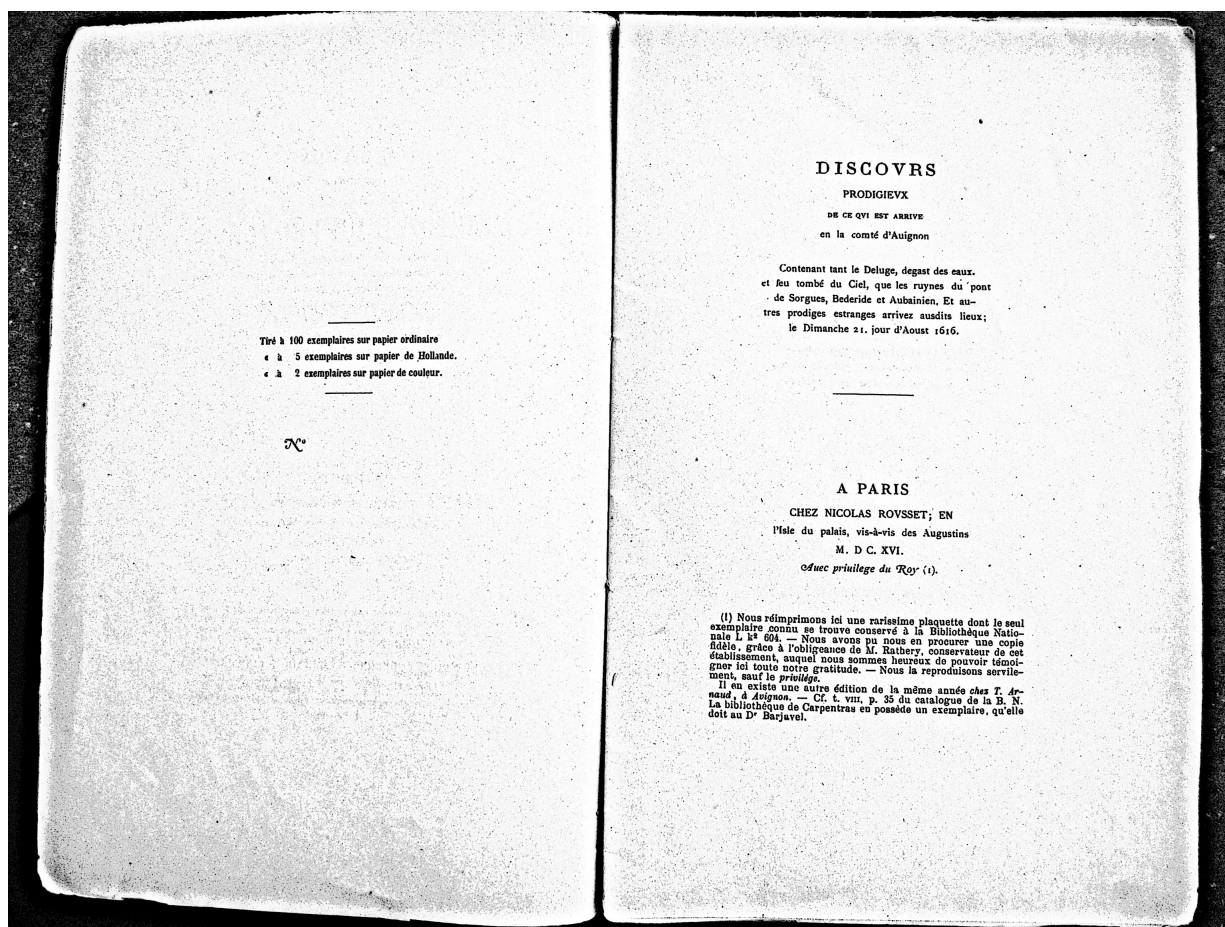 Tiré à 100 exemplaires sur papier ordinaire
« à 5 exemplaires sur papier de Hollande.
« à 2 exemplaires sur papier de couleur.
N°
DISCOVRS
PRODIGIEVX
DE CE QVI EST ARRIVE
en la comté d'Auignon
Contenant tant le Deluge, degast des eaux.
et feu tombé du Ciel, que les ruynes du pont
de Sorgues, Bederide et Aubainien, Et au-
tres prodiges estranges arrivez ausdits lieux;
le Dimanche 21. jour d'Aoust 1616.
A PARIS
CHEZ NICOLAS ROVSSET; EN
l'Isle du palais, vis-à-vis des Augustins
M. D C. XVI.
Auec priuilege du Roy (1).
(1) Nous réimprimons ici une rarissime plaquette dont le seul
exemplaire connu se trouve conservé à la Bibliothèque Natio-
nale L k² 604. — Nous avons pu nous en procurer une copie
fidèle, grâce à l'obligeance de M. Rathery, conservateur de cet
établissement, auquel nous sommes heureux de pouvoir témoi-
gner ici toute notre gratitude. — Nous la reproduisons servile-
ment, sauf le privilége.
Il en existe une autre édition de la même année chez T. Ar-
naud, à Avignon. — Cf. t. VIII, p. 35 du catalogue de la B. N.
La bibliothèque de Carpentras en possède un exemplaire, qu'elle
doit au Dr Barjavel.